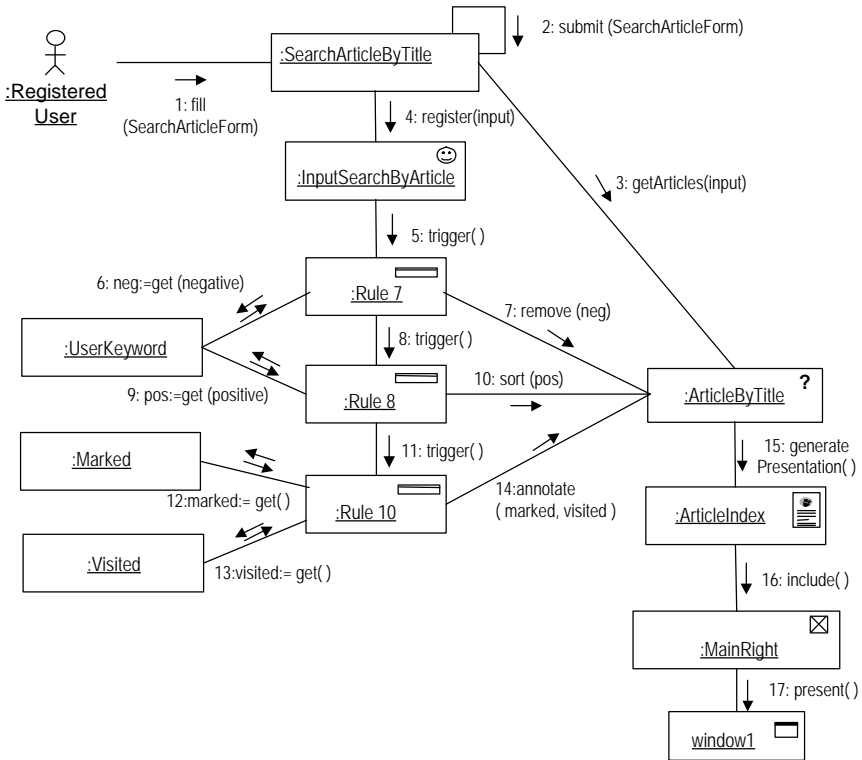 2: submit (SearchArticleForm)
:SearchArticleByTitle
:Registered
User
1: fill
(SearchArticleForm)
4: register(input)
:InputSearchByArticle
3: getArticles(input)
5: trigger( )
6: neg:=get (negative)
:Rule 7
7: remove (neg)
:UserKeyword
8: trigger( )
9: pos:=get (positive)
:Rule 8
10: sort (pos)
:ArticleByTitle
?
:Marked
11: trigger( )
15: generate
Presentation( )
12:marked:= get( )
:Rule 10
14:annotate
( marked, visited )
:ArticleIndex
:Visited
13:visited:= get( )
16: include( )
:MainRight
17: present( )
window1